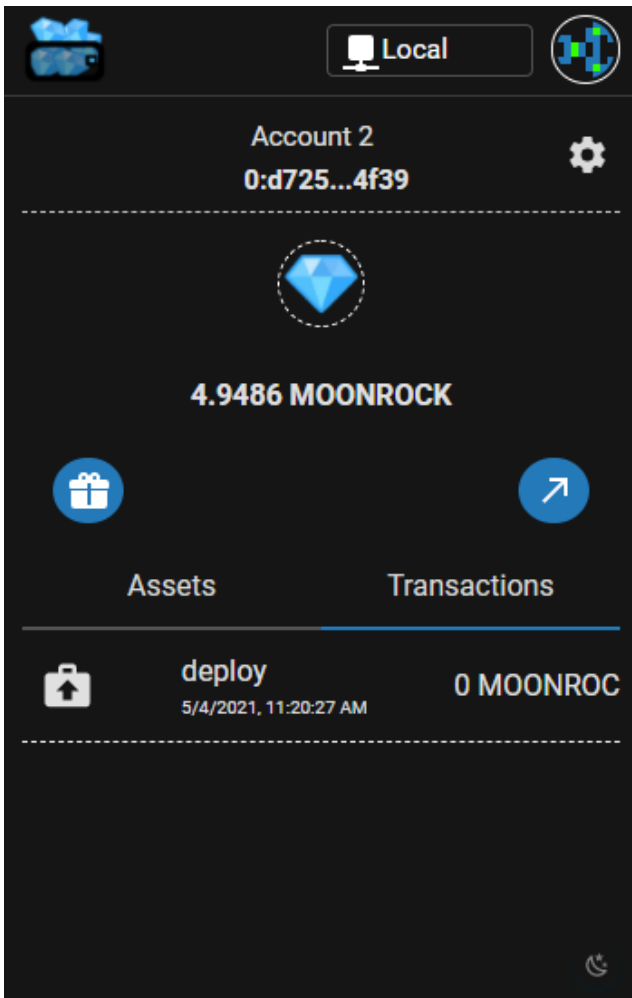 Local
Account 2
0:d725...4f39
4.9486 MOONROCK
Assets Transactions
deploy
5/4/2021, 11:20:27 AM
0 MOONROC